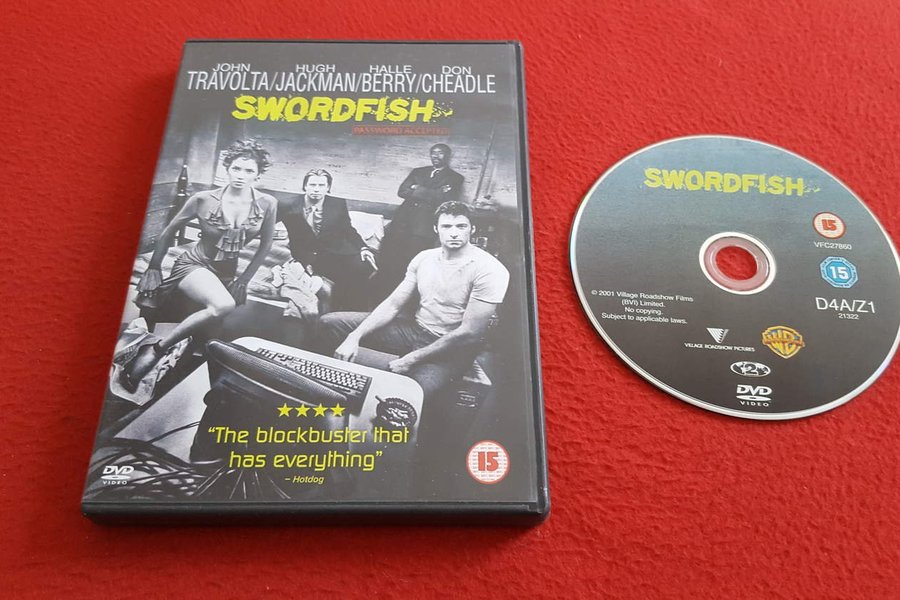 JOHN HUGH HALLE DON
TRAVOLTA/JACKMAN/BERRY/CHEADLE
SWORDFISH
PASSWORD ACCEPTED
★★★★
“The blockbuster that
has everything”
– Hotdog
DVD
VIDEO
15
SWORDFISH
15
VFC27860
15
© 2001 Village Roadshow Films
(BVI) Limited.
No copying.
Subject to applicable laws.
D4A/Z1
21322
VILLAGE ROADSHOW PICTURES
WB
2
DVD
VIDEO